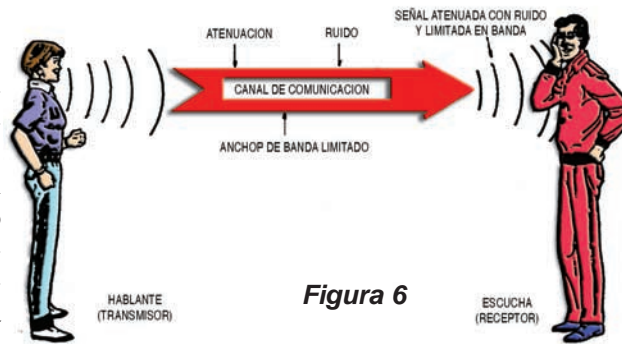 ATENUACION
RUIDO
SEÑAL ATENUADA CON RUIDO
Y LIMITADA EN BANDA
CANAL DE COMUNICACION
ANCHOP DE BANDA LIMITADO
HABLANTE
(TRANSMISOR)
Figura 6
ESCUCHA
(RECEPTOR)